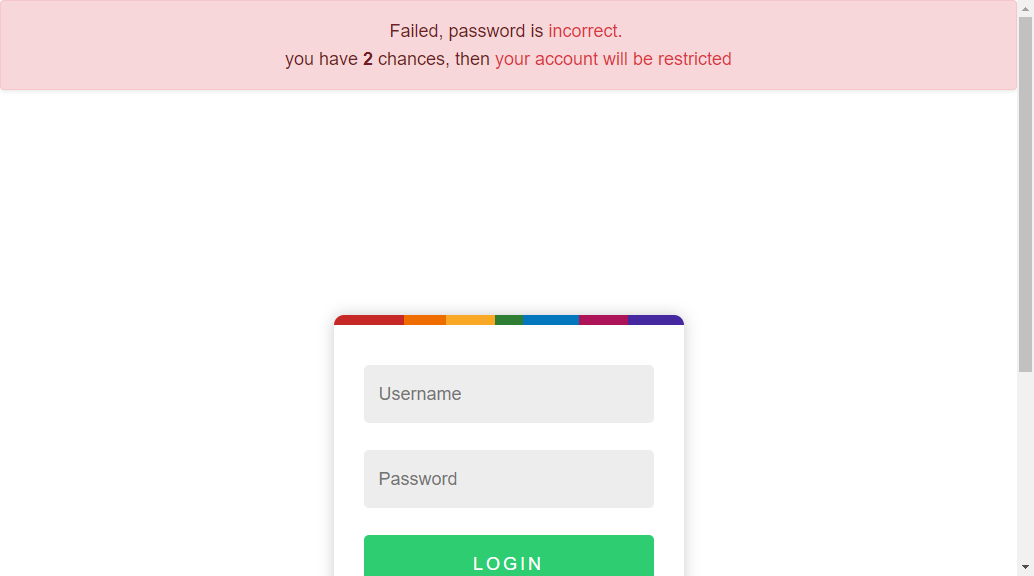 Failed, password is incorrect.
you have 2 chances, then your account will be restricted
Username
Password
LOGIN